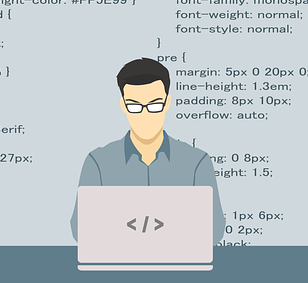 ight-color: #FF5E99 }
font-family: monospa
{
font-weight: normal;
font-style: normal;
;
}
}
pre {
margin: 5px 0 20px 0;
line-height: 1.3em;
padding: 8px 10px;
overflow: auto;
erif;
{
27px;
ng: 0 8px;
eight: 1.5;
: 1px 6px;
0 2px;
black;
</>